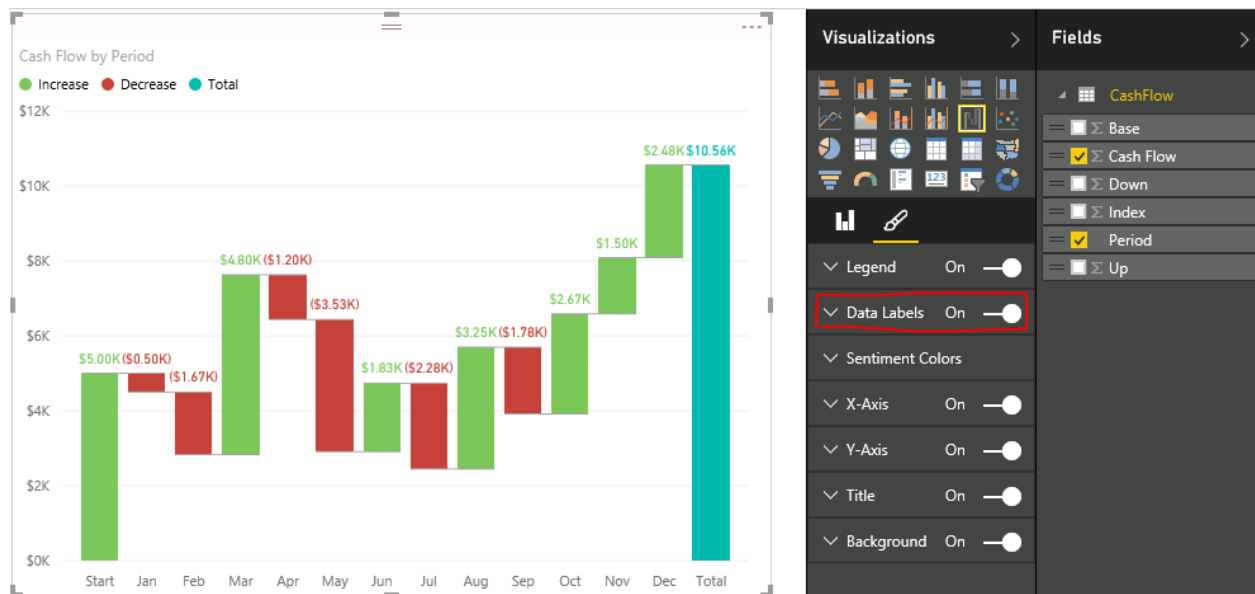 Cash Flow by Period
Increase Decrease Total
$12K
$10K
$8K
$6K
$4K
$2K
$0K
$5.00K ($0.50K)
($1.67K)
$4.80K ($1.20K)
($3.53K)
$1.83K ($2.28K)
$3.25K ($1.78K)
$2.67K
$1.50K
$2.48K $10.56K
Start Jan Feb Mar Apr May Jun Jul Aug Sep Oct Nov Dec Total
Visualizations
123
Legend On
Data Labels On
Sentiment Colors
X-Axis On
Y-Axis On
Title On
Background On
Fields
CashFlow
Σ Base
Σ Cash Flow
Σ Down
Σ Index
Period
Σ Up